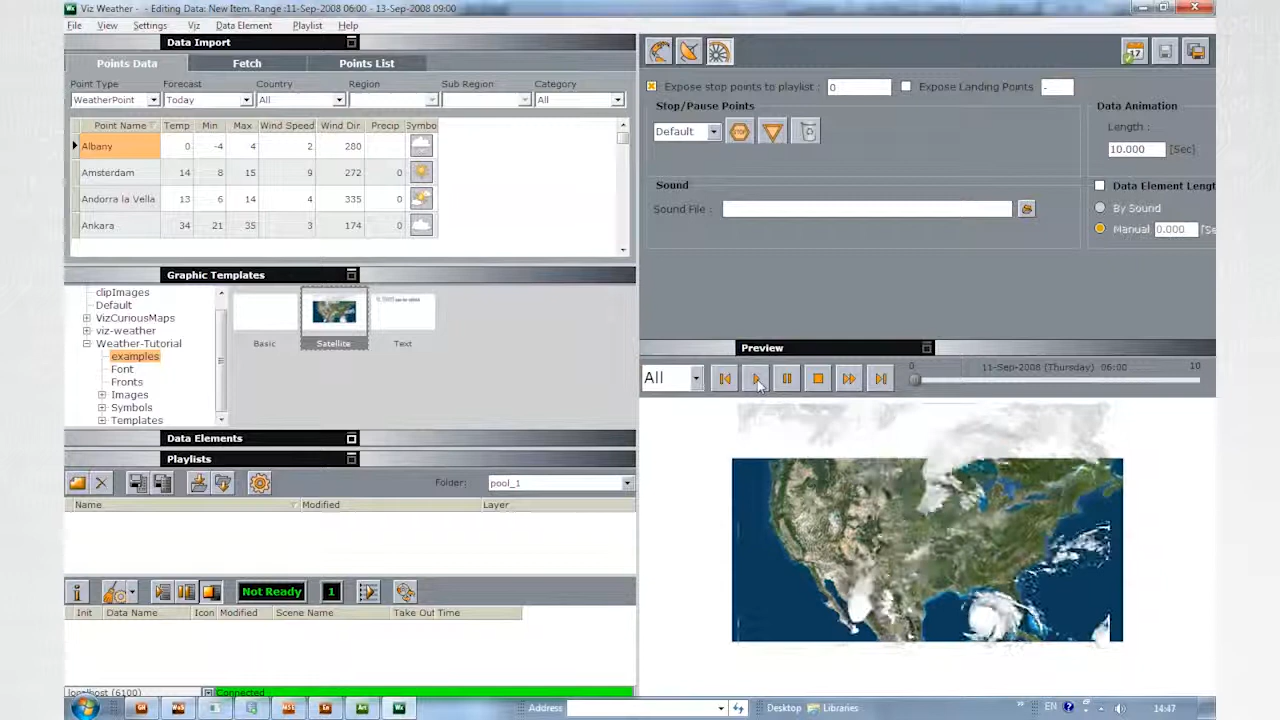 Viz Weather - - Editing Data: New Item. Range :11-Sep-2008 06:00 - 13-Sep-2008 09:00
File View Settings Viz Data Element Playlist Help
Data Import
Points Data Fetch Points List
Point Type Forecast Country Region Sub Region Category
WeatherPoint Today All All
Point Name Temp Min Max Wind Speed Wind Dir. Precip Symbo
Albany 0 -4 4 2 280
Amsterdam 14 8 15 9 272 0
Andorra la Vella 13 6 14 4 335 0
Ankara 34 21 35 3 174 0
Graphic Templates
clipImages
Default
VizCuriousMaps
viz-weather
Weather-Tutorial
examples
Font
Fronts
Images
Symbols
Templates
Basic Satellite Text
Data Elements
Playlists
Folder: pool_1
Name Modified Layer
Not Ready 1
Init Data Name Icon Modified Scene Name Take Out Time
localhost (6100) Connected
17
Expose stop points to playlist : 0 Expose Landing Points -
Stop/Pause Points
Default STOP
Data Animation
Length :
10.000 [Sec]
Sound
Sound File :
Data Element Lengt
By Sound
Manual 0.000 [Se
Preview
All 0 11-Sep-2008 (Thursday) 06:00 10
Address Desktop Libraries EN 14:47